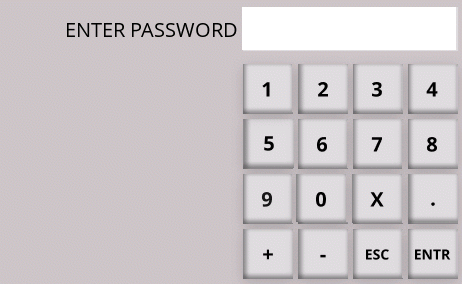 ENTER PASSWORD
1 2 3 4
5 6 7 8
9 0 X .
+ - ESC ENTR